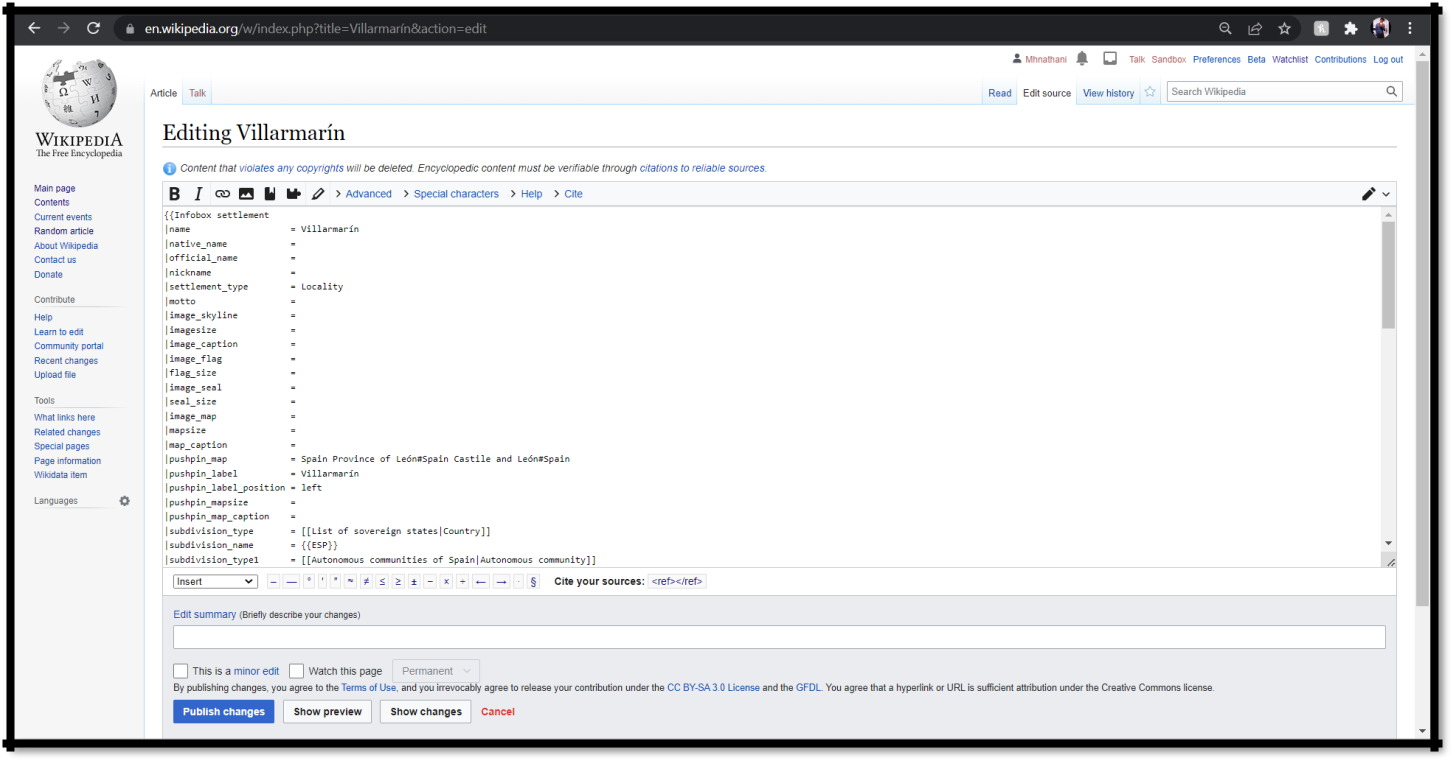 en.wikipedia.org/w/index.php?title=Villarmarín&action=edit
Mhnathani Talk Sandbox Preferences Beta Watchlist Contributions Log out
Article Talk Read Edit source View history Search Wikipedia
WIKIPEDIA
The Free Encyclopedia
Main page
Contents
Current events
Random article
About Wikipedia
Contact us
Donate
Contribute
Help
Learn to edit
Community portal
Recent changes
Upload file
Tools
What links here
Related changes
Special pages
Page information
Wikidata item
Languages
Editing Villarmarín
Content that violates any copyrights will be deleted. Encyclopedic content must be verifiable through citations to reliable sources.
B I Advanced Special characters Help Cite
{{Infobox settlement
|name = Villarmarín
|native_name =
|official_name =
|nickname =
|settlement_type = Locality
|motto =
|image_skyline =
|imagesize =
|image_caption =
|image_flag =
|flag_size =
|image_seal =
|seal_size =
|image_map =
|mapsize =
|map_caption =
|pushpin_map = Spain Province of León#Spain Castile and León#Spain
|pushpin_label = Villarmarín
|pushpin_label_position = left
|pushpin_mapsize =
|pushpin_map_caption =
|subdivision_type = [[List of sovereign states|Country]]
|subdivision_name = {{ESP}}
|subdivision_type1 = [[Autonomous communities of Spain|Autonomous community]]
Insert – — ° ′ ″ ≈ ≠ ≤ ≥ ± − × ÷ ← → · § Cite your sources: <ref></ref>
Edit summary (Briefly describe your changes)
This is a minor edit Watch this page Permanent
By publishing changes, you agree to the Terms of Use, and you irrevocably agree to release your contribution under the CC BY-SA 3.0 License and the GFDL. You agree that a hyperlink or URL is sufficient attribution under the Creative Commons license.
Publish changes Show preview Show changes Cancel